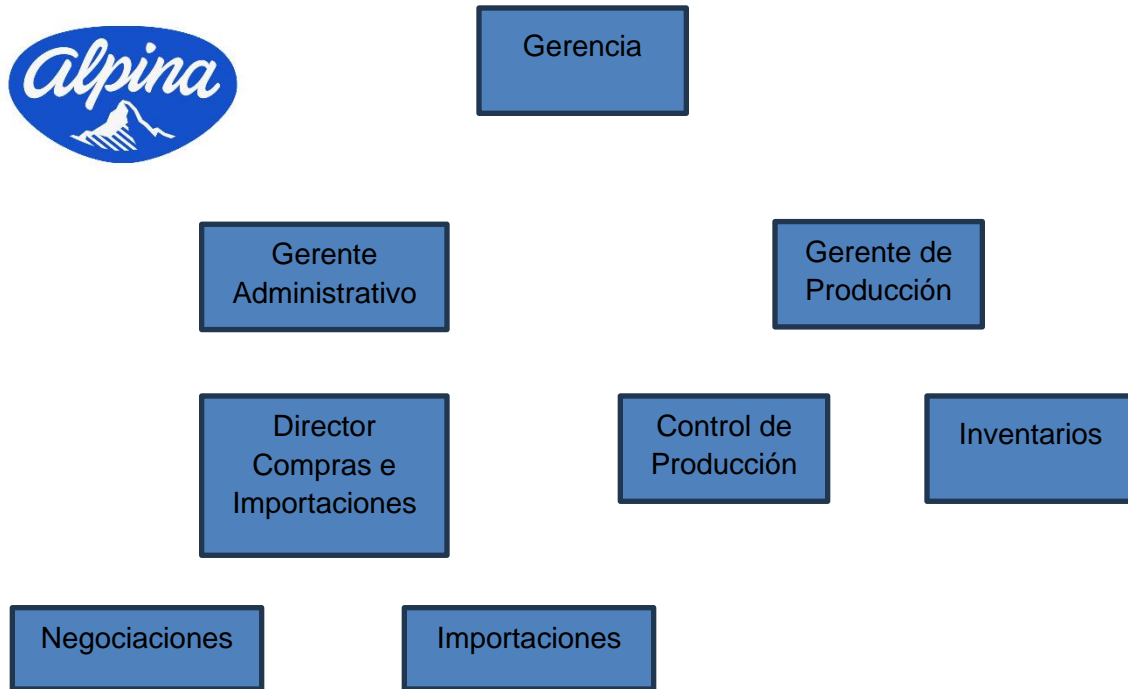 alpina
Gerencia
Gerente
Administrativo
Gerente de
Producción
Director
Compras e
Importaciones
Control de
Producción
Inventarios
Negociaciones
Importaciones